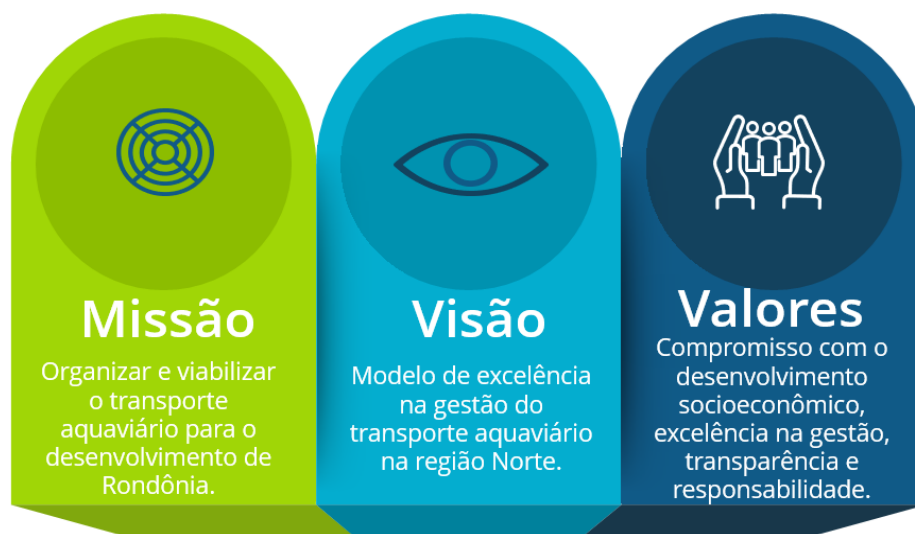 Missão
Organizar e viabilizar
o transporte
aquaviário para o
desenvolvimento de
Rondônia.
Visão
Modelo de excelência
na gestão do
transporte aquaviário
na região Norte.
Valores
Compromisso com o
desenvolvimento
socioeconômico,
excelência na gestão,
transparência e
responsabilidade.